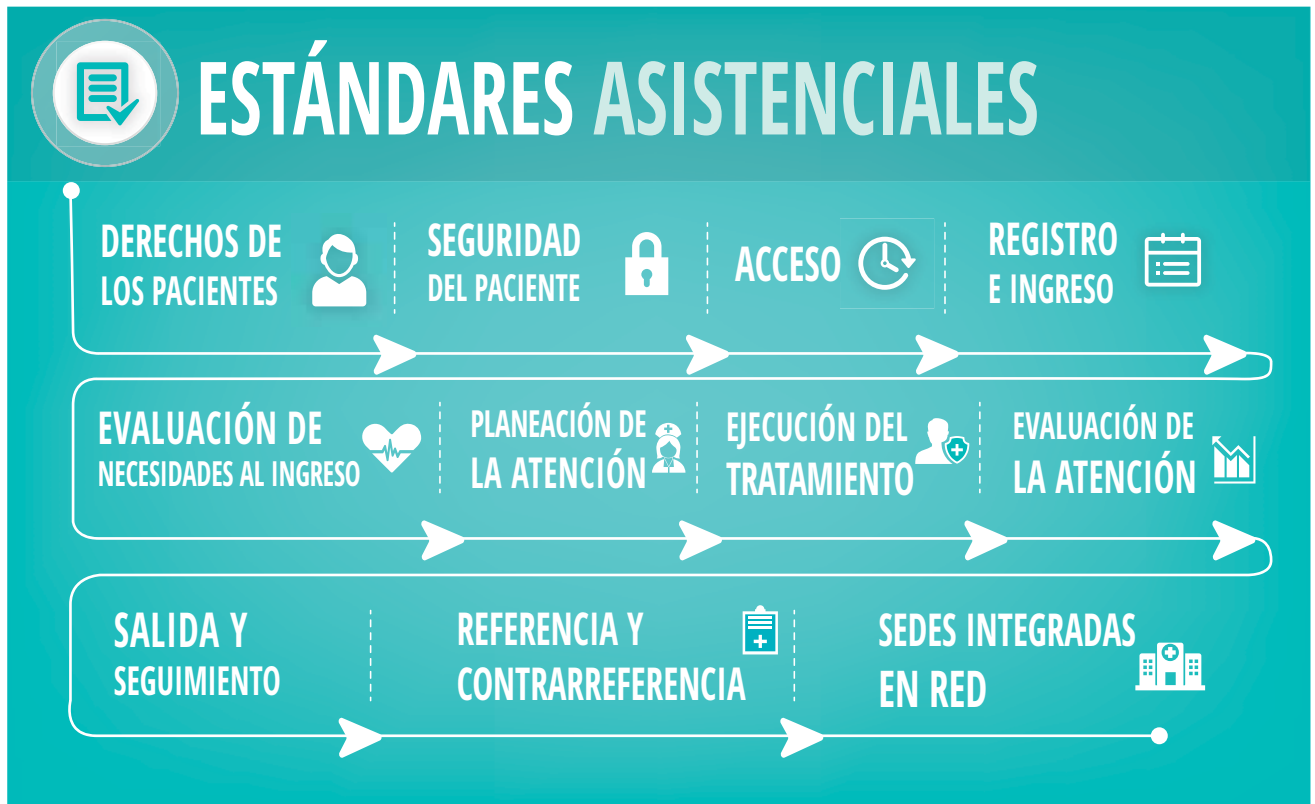 ESTÁNDARES ASISTENCIALES
DERECHOS DE
LOS PACIENTES
SEGURIDAD
DEL PACIENTE
ACCESO
REGISTRO
E INGRESO
EVALUACIÓN DE
NECESIDADES AL INGRESO
PLANEACIÓN DE
LA ATENCIÓN
EJECUCIÓN DEL
TRATAMIENTO
EVALUACIÓN DE
LA ATENCIÓN
SALIDA Y
SEGUIMIENTO
REFERENCIA Y
CONTRARREFERENCIA
SEDES INTEGRADAS
EN RED